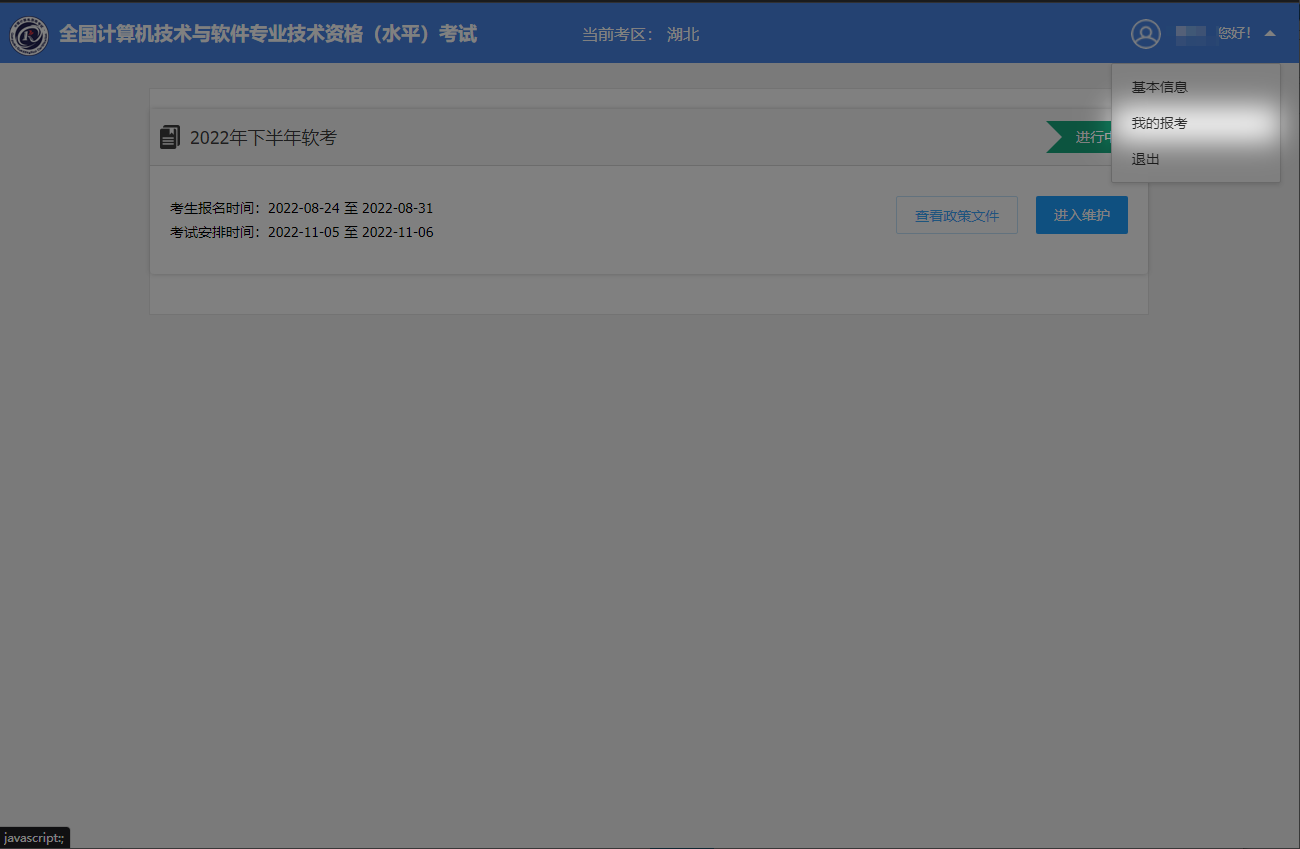 全国计算机技术与软件专业技术资格（水平）考试
当前考区： 湖北
您好！
基本信息
我的报考
退出
2022年下半年软考
进行中
考生报名时间：2022-08-24 至 2022-08-31
考试安排时间：2022-11-05 至 2022-11-06
查看政策文件
进入维护
javascript:;